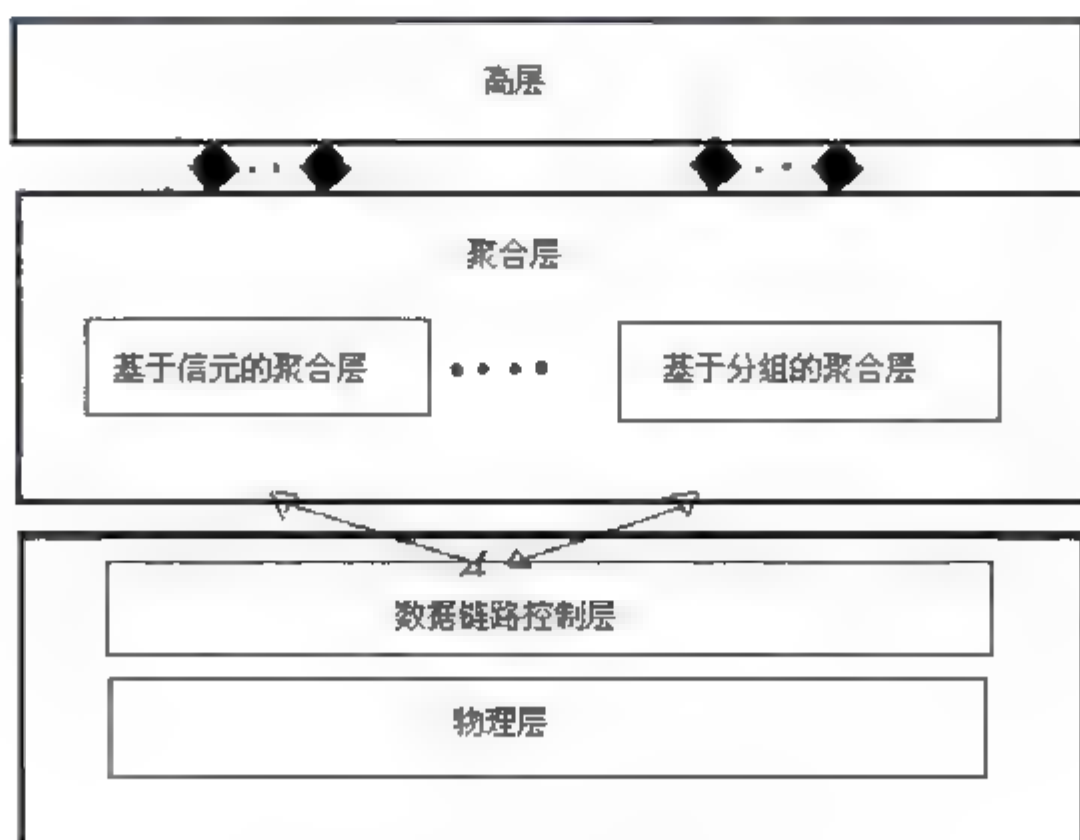 高层
聚合层
基于信元的聚合层
基于分组的聚合层
数据链路控制层
物理层